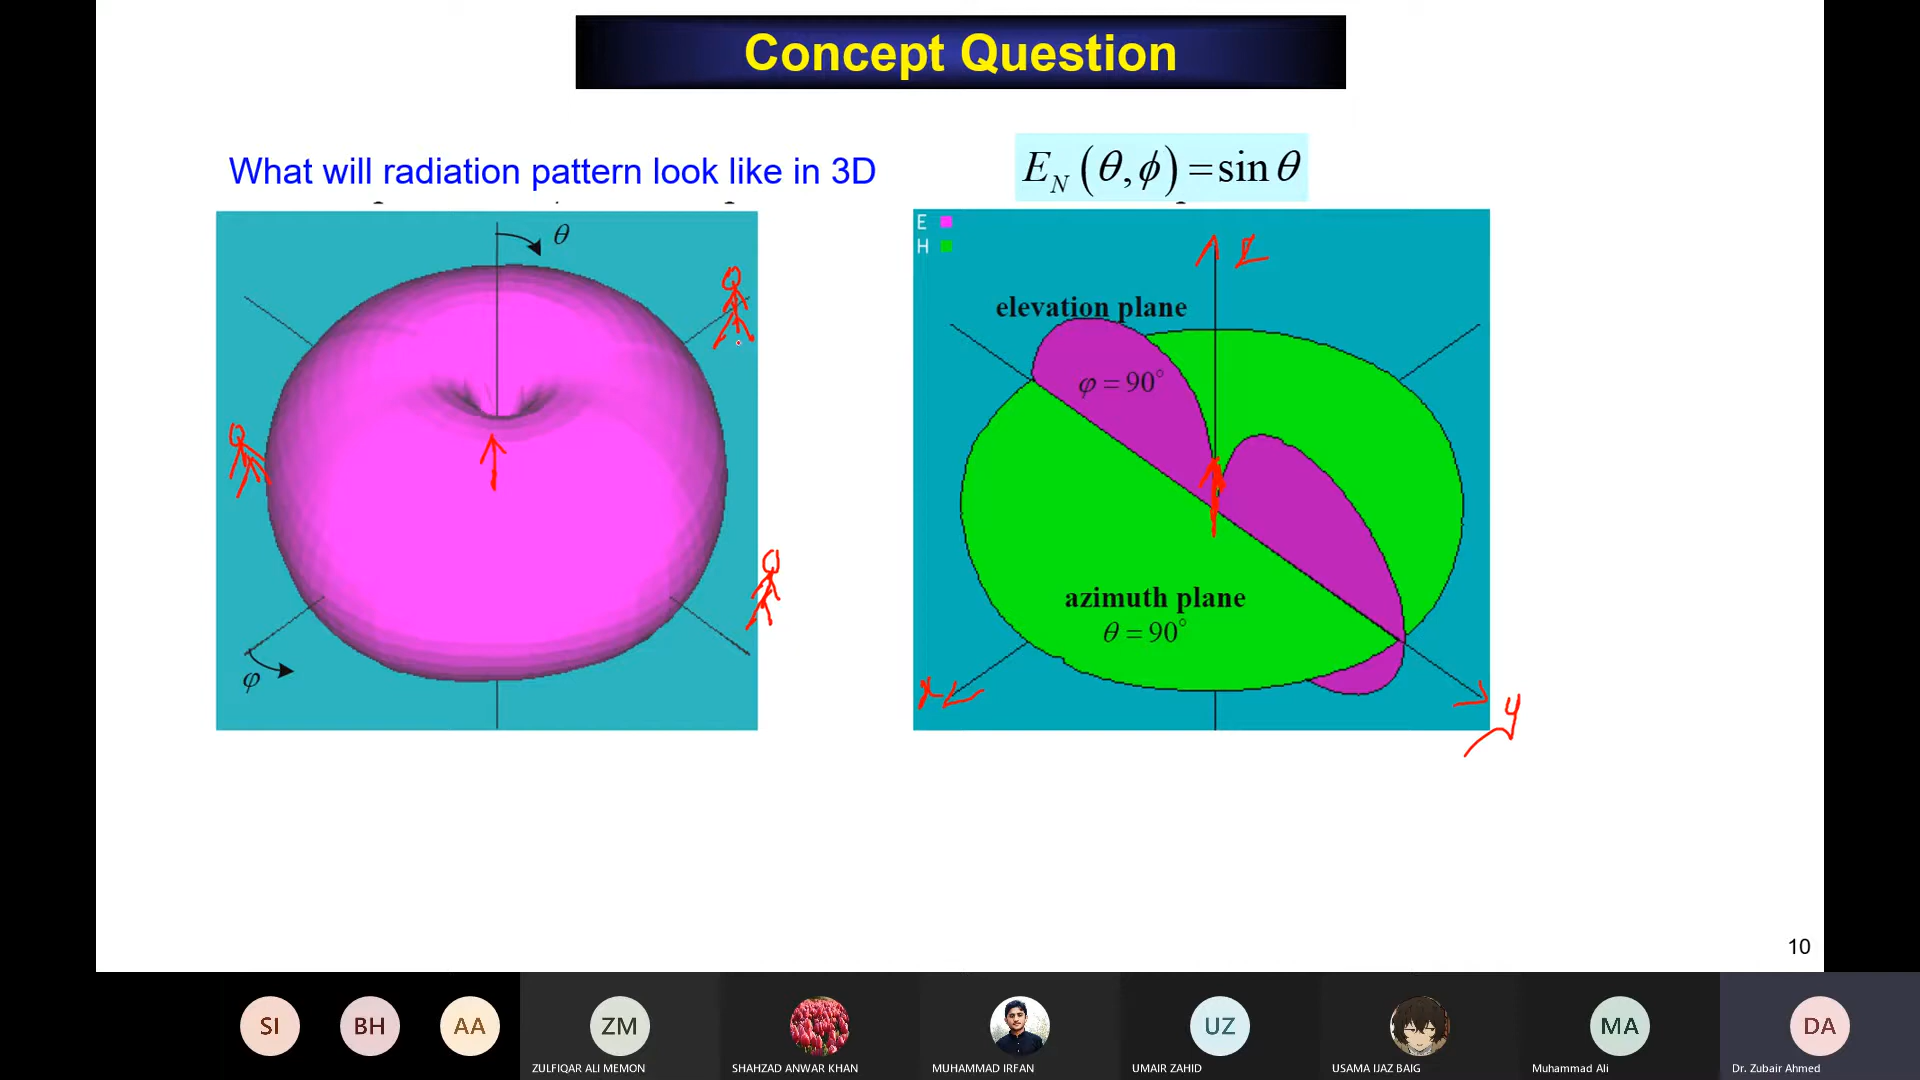 Concept Question
What will radiation pattern look like in 3D
E_N (θ,ϕ) = sin θ
θ
φ
E
H
z
elevation plane
φ = 90°
azimuth plane
θ = 90°
x
y
10
SI
BH
AA
ZM
UZ
MA
DA
ZULFIQAR ALI MEMON
SHAHZAD ANWAR KHAN
MUHAMMAD IRFAN
UMAIR ZAHID
USAMA IJAZ BAIG
Muhammad Ali
Dr. Zubair Ahmed